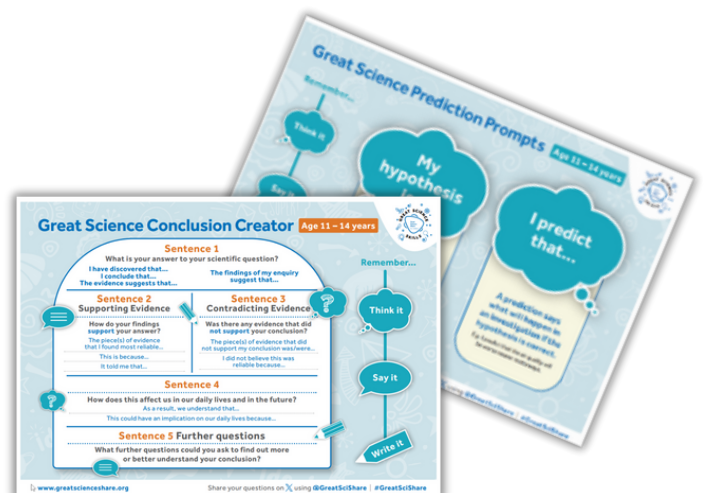 Great Science Prediction Prompts
Age 11 – 14 years
Remember...
Think it
Say it
My
hypothesis
I predict
that...
A prediction says
what will happen in
an investigation if the
hypothesis is correct.
using @GreatSciShare | #GreatSciShare
Great Science Conclusion Creator
Age 11 – 14 years
GREAT SCIENCE
SKILLS
Sentence 1
What is your answer to your scientific question?
I have discovered that...
I conclude that...
The evidence suggests that...
The findings of my enquiry
suggest that...
Sentence 2
Supporting Evidence
How do your findings
support your answer?
The piece(s) of evidence
that I found most reliable...
This is because...
It told me that...
Sentence 3
Contradicting Evidence
Was there any evidence that did
not support your conclusion?
The piece(s) of evidence that did
not support my conclusion was/were...
I did not believe this was
reliable because...
Sentence 4
How does this affect us in our daily lives and in the future?
As a result, we understand that...
This could have an implication on our daily lives because...
Sentence 5 Further questions
What further questions could you ask to find out more
or better understand your conclusion?
Remember...
Think it
Say it
Write it
www.greatscienceshare.org
Share your questions on X using @GreatSciShare | #GreatSciShare